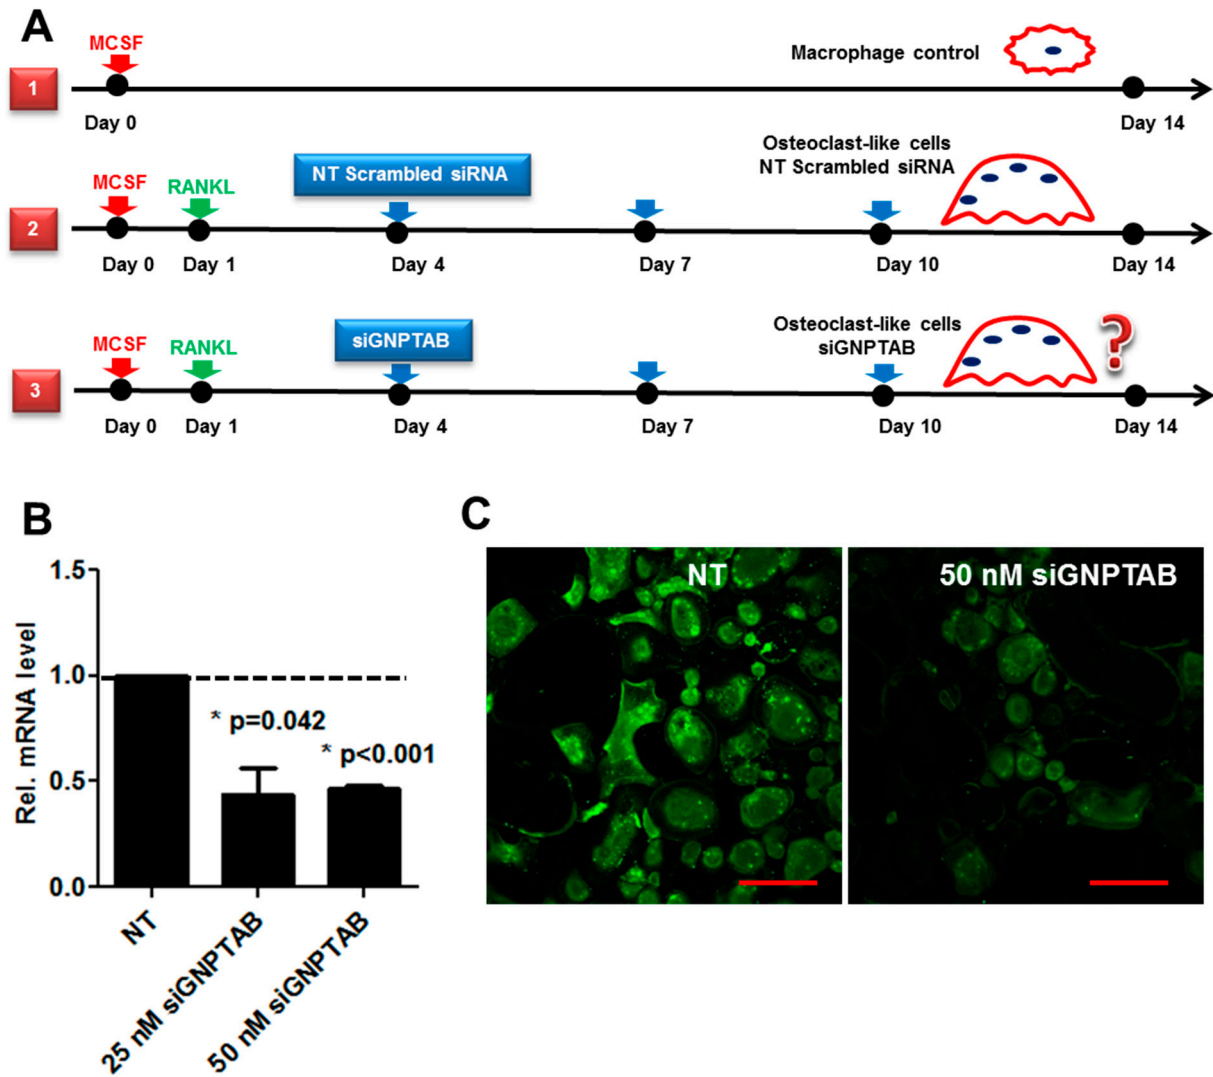 A
MCSF
Macrophage control
1
Day 0
Day 14
Osteoclast-like cells
NT Scrambled siRNA
NT Scrambled siRNA
MCSF
RANKL
2
Day 0
Day 1
Day 4
Day 7
Day 10
Day 14
siGNPTAB
Osteoclast-like cells
siGNPTAB
?
MCSF
RANKL
3
Day 0
Day 1
Day 4
Day 7
Day 10
Day 14
B
Rel. mRNA level
1.5
1.0
0.5
0.0
* p=0.042
* p<0.001
NT
25 nM siGNPTAB
50 nM siGNPTAB
C
NT
50 nM siGNPTAB